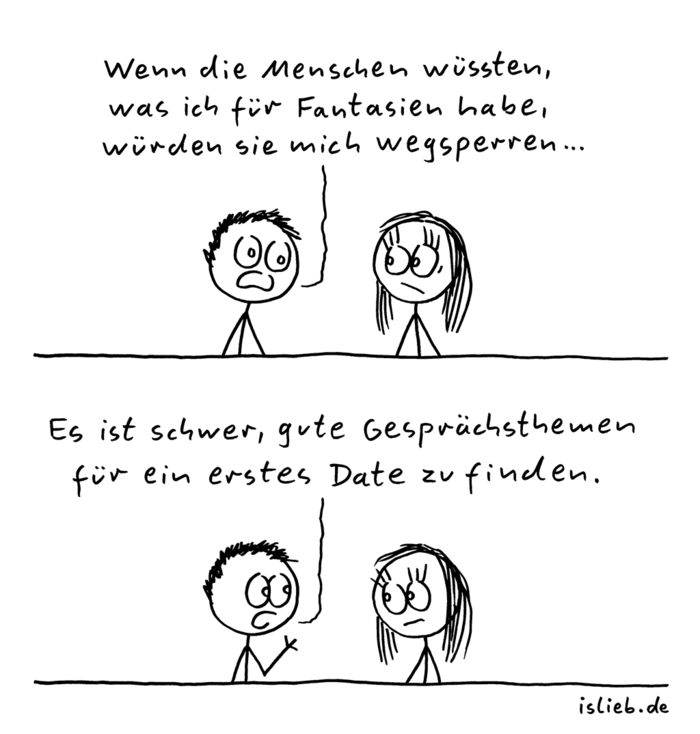 Wenn die Menschen wüssten,
was ich für Fantasien habe,
würden sie mich wegsperren...
Es ist schwer, gute Gesprächsthemen
für ein erstes Date zu finden.
islieb.de